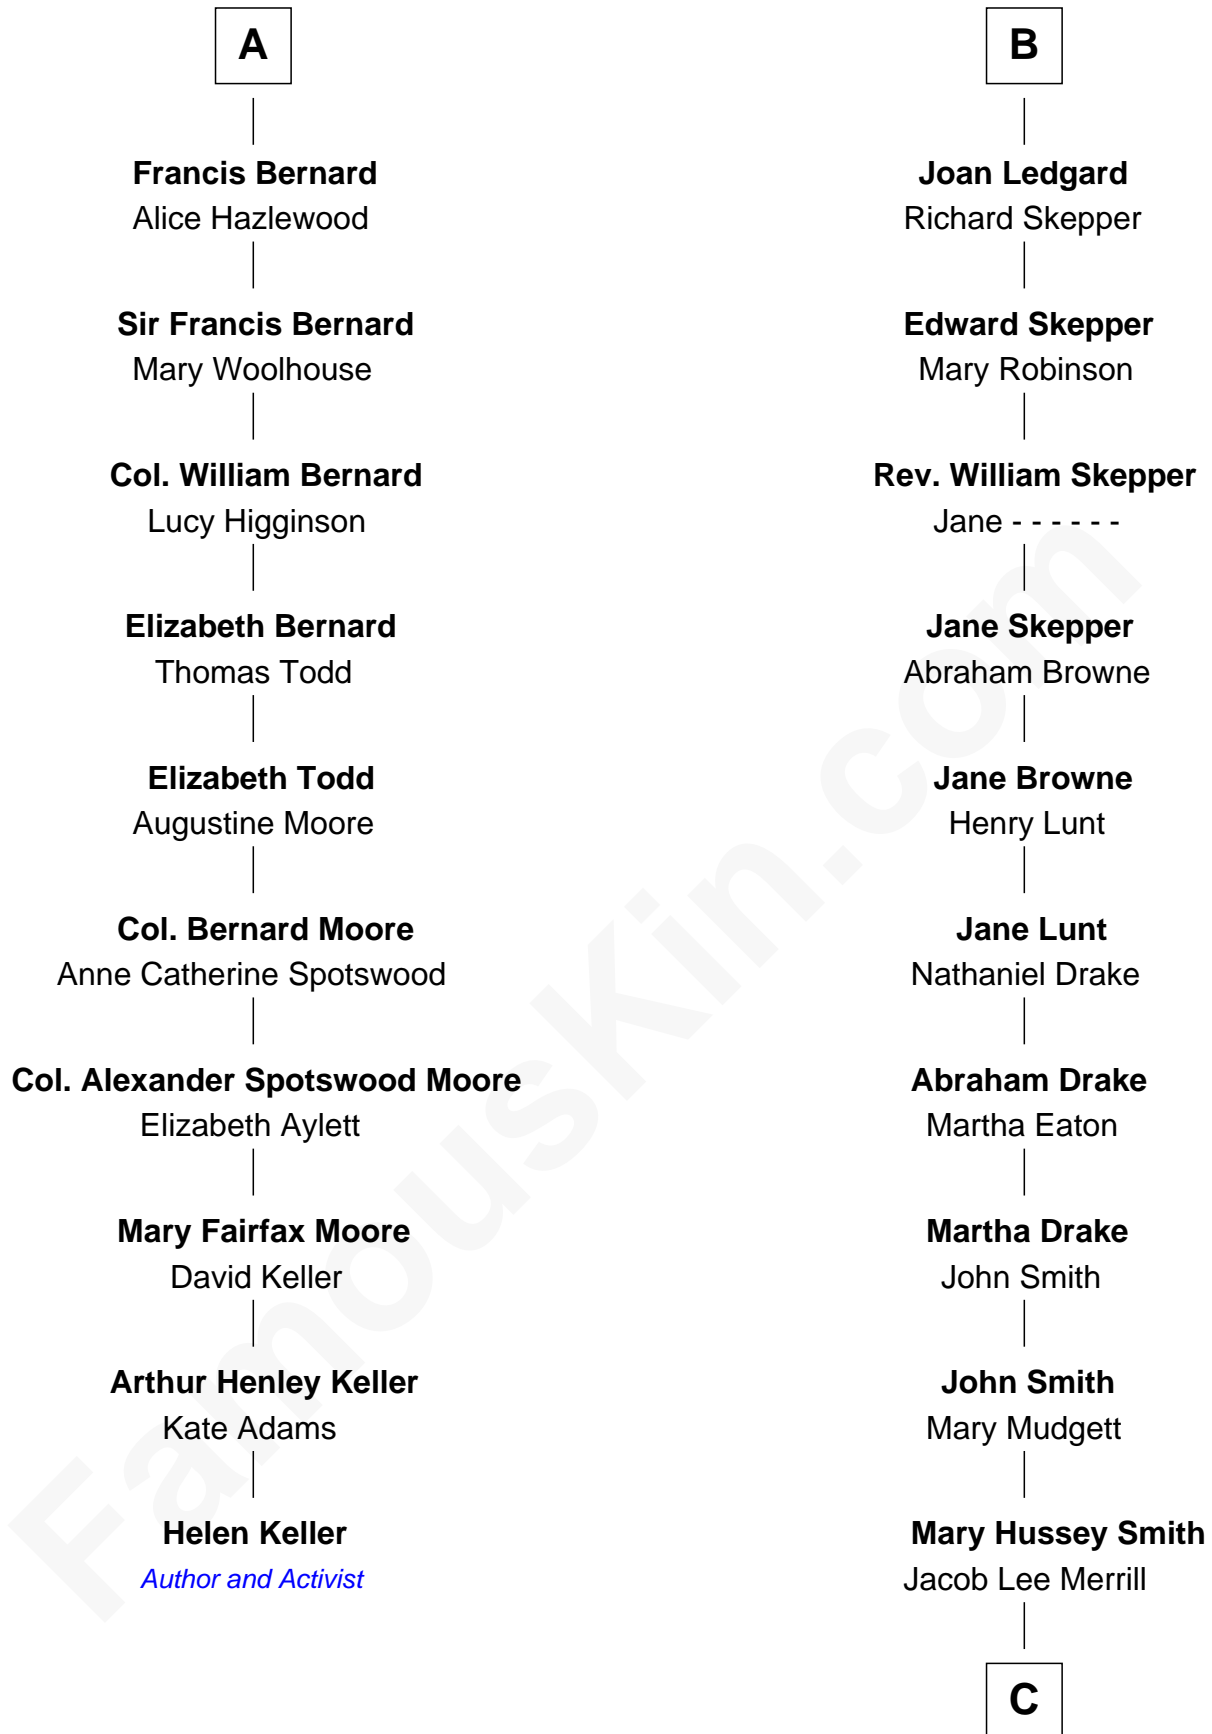 A
Francis Bernard
Alice Hazlewood
Sir Francis Bernard
Mary Woolhouse
Col. William Bernard
Lucy Higginson
Elizabeth Bernard
Thomas Todd
Elizabeth Todd
Augustine Moore
Col. Bernard Moore
Anne Catherine Spotswood
Col. Alexander Spotswood Moore
Elizabeth Aylett
Mary Fairfax Moore
David Keller
Arthur Henley Keller
Kate Adams
Helen Keller
Author and Activist
B
Joan Ledgard
Richard Skepper
Edward Skepper
Mary Robinson
Rev. William Skepper
Jane - - - - - -
Jane Skepper
Abraham Browne
Jane Browne
Henry Lunt
Jane Lunt
Nathaniel Drake
Abraham Drake
Martha Eaton
Martha Drake
John Smith
John Smith
Mary Mudgett
Mary Hussey Smith
Jacob Lee Merrill
C
FamousKin.com